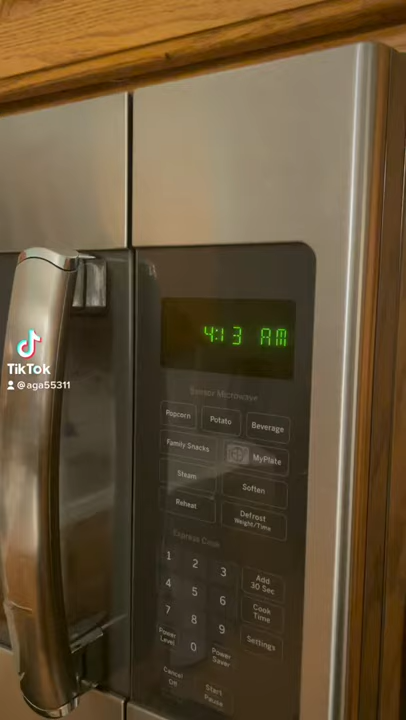 4:13 AM
TikTok
@aga55311
Sensor Microwave
Popcorn
Potato
Beverage
Family Snacks
MyPlate
Steam
Soften
Reheat
Defrost
Weight/Time
Express Cook
1 2 3
Add
30 Sec
4 5 6
Cook
Time
7 8 9
Settings
Power
Level
0
Power
Saver
Cancel
Off
Start
Pause